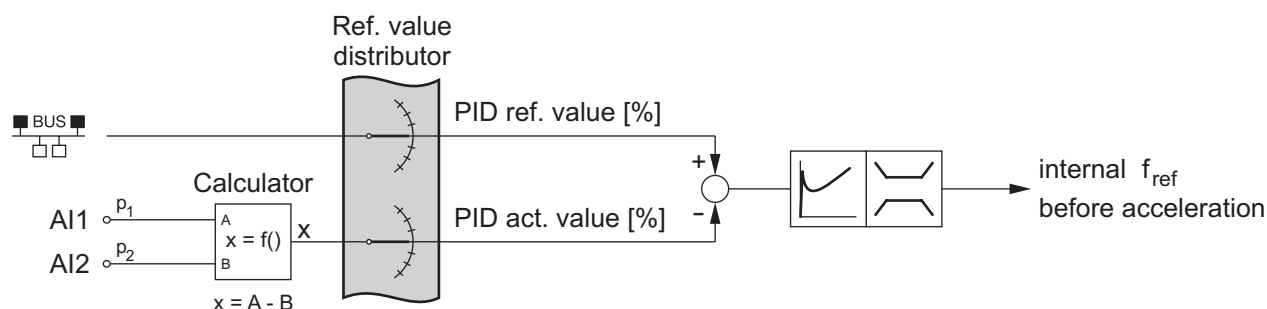 Ref. value
distributor
BUS
PID ref. value [%]
Calculator
AI1
p1
A
x = f()
x
PID act. value [%]
+
-
internal fref
before acceleration
AI2
p2
B
x = A - B